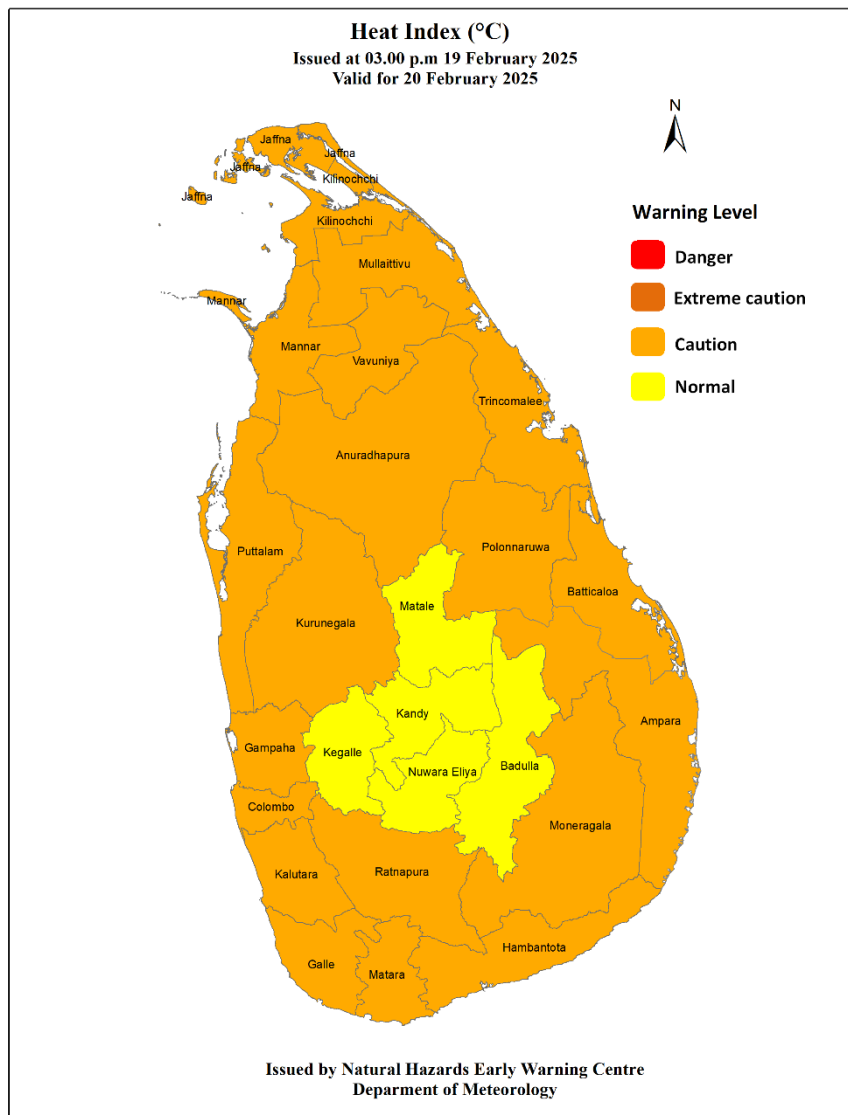 Heat Index (°C)
Issued at 03.00 p.m 19 February 2025
Valid for 20 February 2025
N
Jaffna
Jaffna
Jaffna
Kilinochchi
Jaffna
Kilinochchi
Mullaittivu
Mannar
Mannar
Vavuniya
Trincomalee
Anuradhapura
Puttalam
Polonnaruwa
Batticaloa
Matale
Kurunegala
Kandy
Ampara
Gampaha
Kegalle
Nuwara Eliya
Badulla
Colombo
Moneragala
Kalutara
Ratnapura
Hambantota
Galle
Matara
Warning Level
Danger
Extreme caution
Caution
Normal
Issued by Natural Hazards Early Warning Centre
Deparment of Meteorology